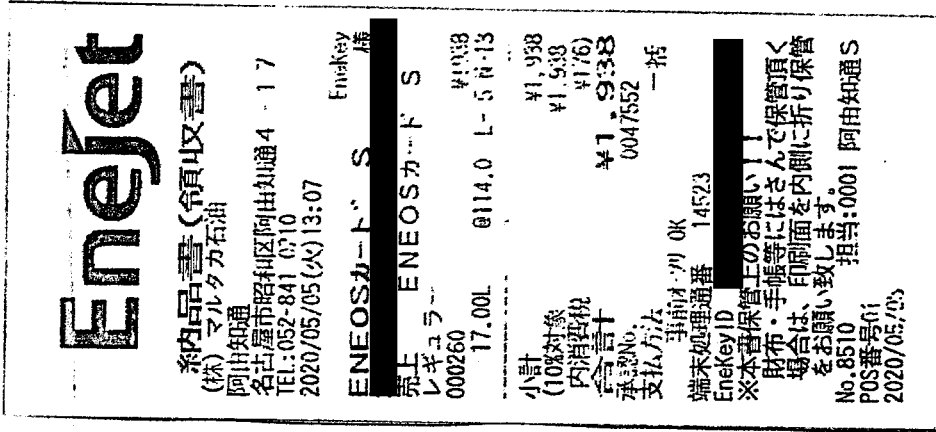 Enejet
納品書(領収書)
(株)マルタカ石油
阿由知通
名古屋市昭和区阿由知通4-17
TEL:052-841-0710
2020/05/05(火)13:07
EneKey
ENEOSカード S 様
売上 ENEOSカード S
レギュラー
000260 ¥1938
17.00L @114.0 L-5 N-13
小計 ¥1,938
(10%対象 ¥1,938
内消費税 ¥176)
合計 ¥1,938
承認No. 0047552
支払方法 一括
事前オーソリ OK
端末処理通番 14523
EneKeyID
※本書保管上のお願い!!
財布・手帳等にはさんで保管頂く
場合は、印刷面を内側に折り保管
をお願い致します。
No.8510 担当:0001 阿由知通S
POS番号01
2020/05/05